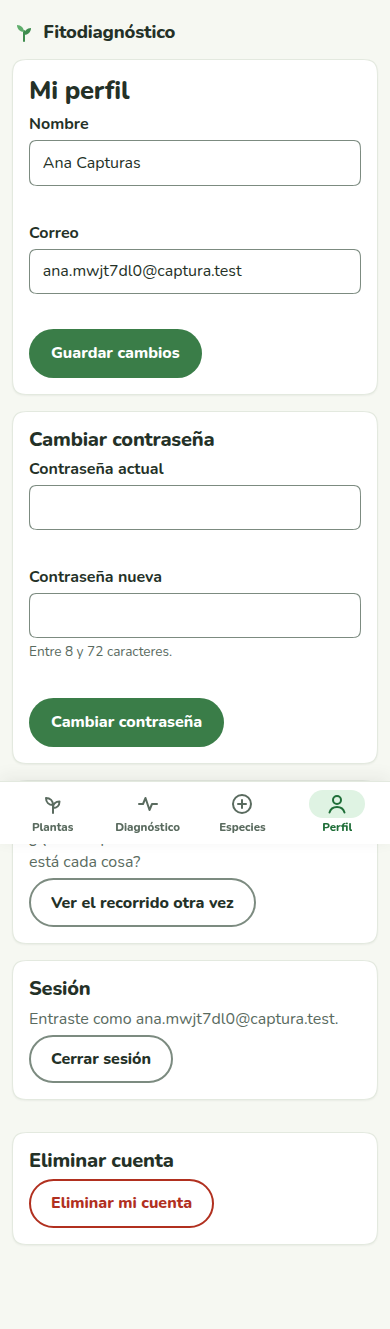 Fitodiagnóstico
Mi perfil
Nombre
Ana Capturas
Correo
ana.mwjt7dl0@captura.test
Guardar cambios
Cambiar contraseña
Contraseña actual
Contraseña nueva
Entre 8 y 72 caracteres.
Cambiar contraseña
Plantas
Diagnóstico
Especies
Perfil
está cada cosa?
Ver el recorrido otra vez
Sesión
Entraste como ana.mwjt7dl0@captura.test.
Cerrar sesión
Eliminar cuenta
Eliminar mi cuenta